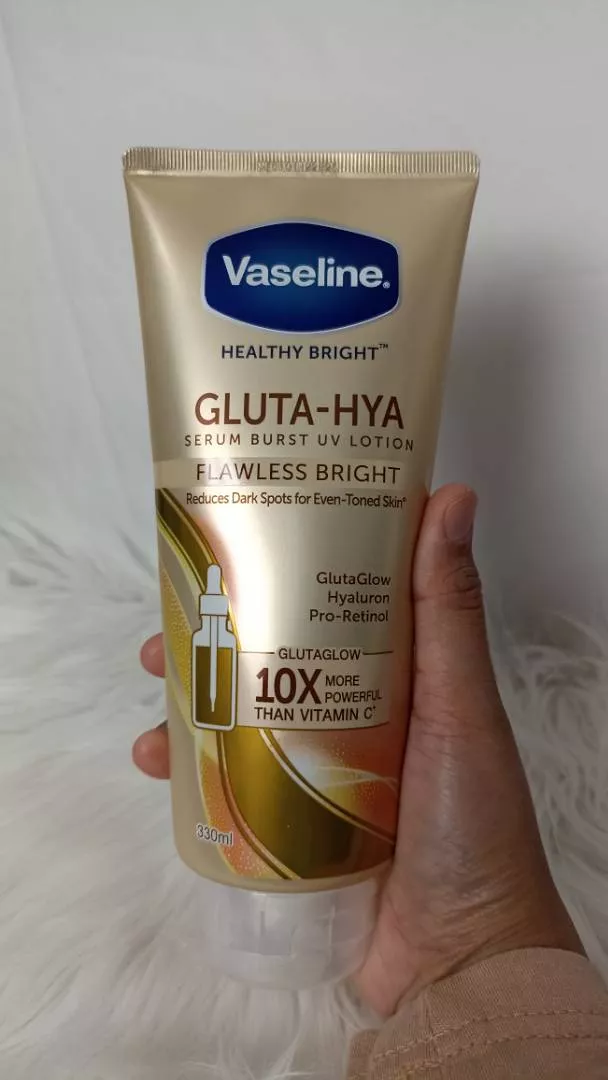 Vaseline®
HEALTHY BRIGHT™
GLUTA-HYA
SERUM BURST UV LOTION
FLAWLESS BRIGHT
Reduces Dark Spots for Even-Toned Skin*
GlutaGlow
Hyaluron
Pro-Retinol
GLUTAGLOW
10X MORE POWERFUL
THAN VITAMIN C*
330ml